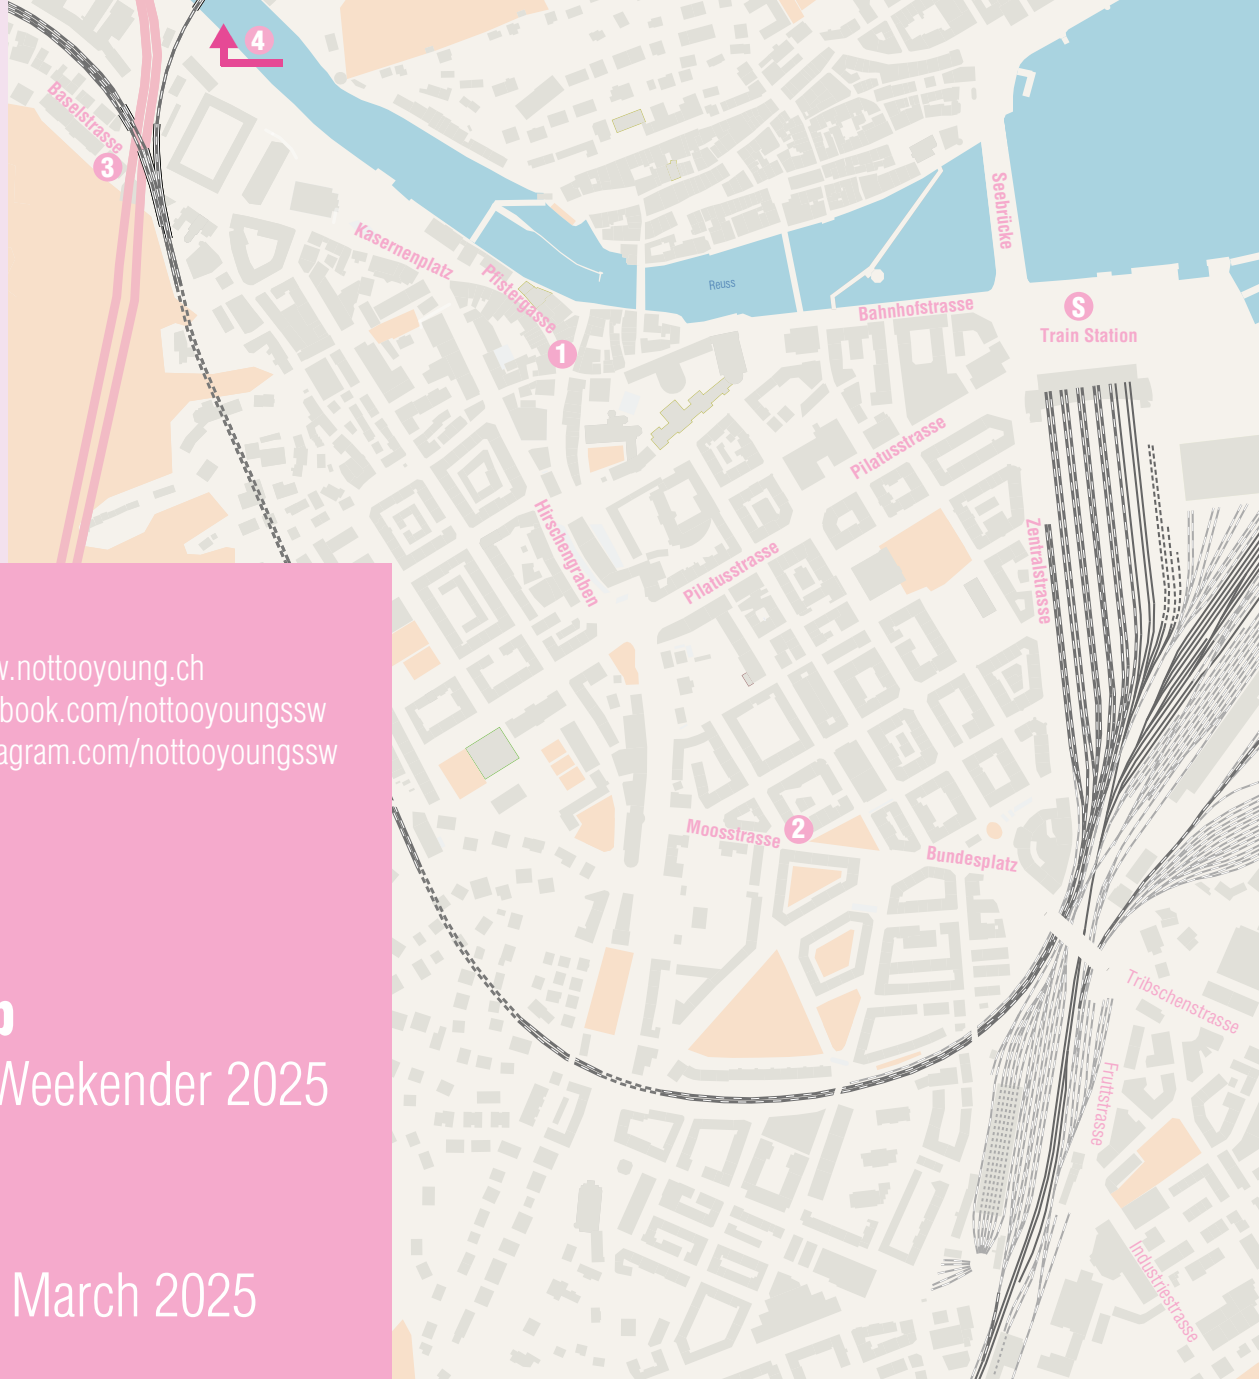 4
Baselstrasse
3
Kasernenplatz
Pfistergasse
1
Reuss
Seebrücke
Bahnhofstrasse
S
Train Station
Pilatusstrasse
Hirschengraben
Pilatusstrasse
Zentralstrasse
w.nottooyoung.ch
book.com/nottooyoungssw
agram.com/nottooyoungssw
Moosstrasse
2
Bundesplatz
Tribschenstrasse
Weekender 2025
Fruttstrasse
Industriestrasse
March 2025